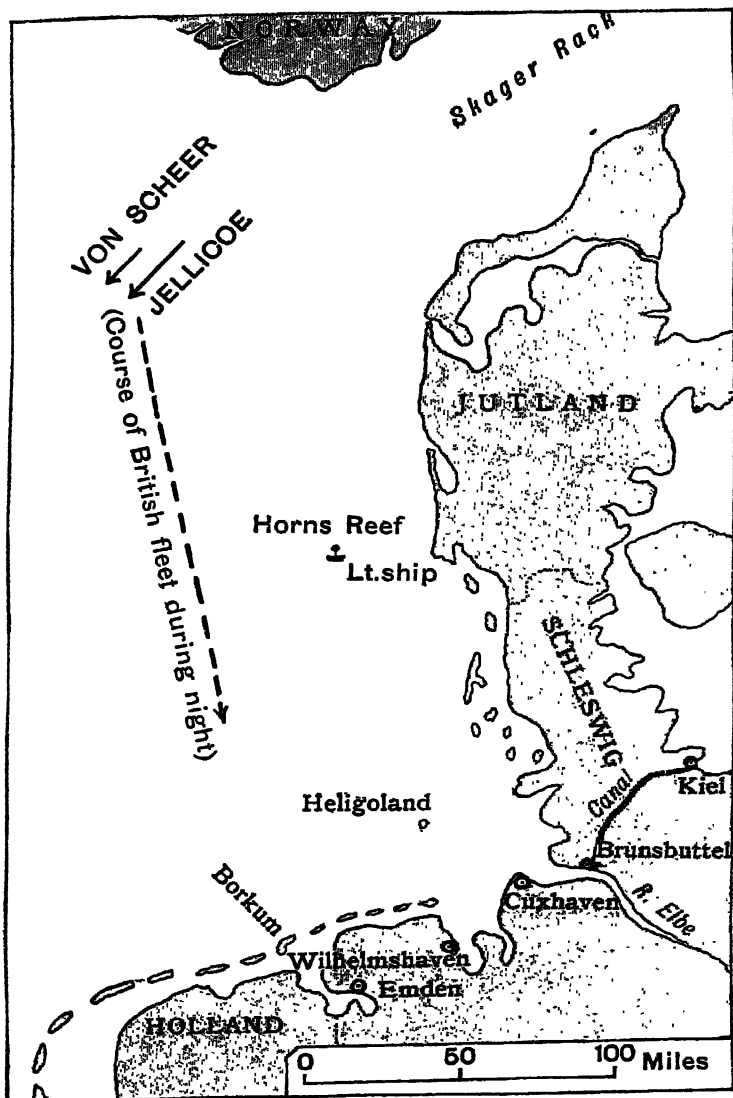 NORWAY
Skager Rack
VON SCHEER
JELLICOE
(Course of British fleet during night)
JUTLAND
Horns Reef
Lt.ship
SCHLESWIG
Canal
Kiel
Heligoland
Brunsbuttel
Cuxhaven
R. Elbe
Borkum
Wilhelmshaven
Emden
HOLLAND
0 50 100 Miles